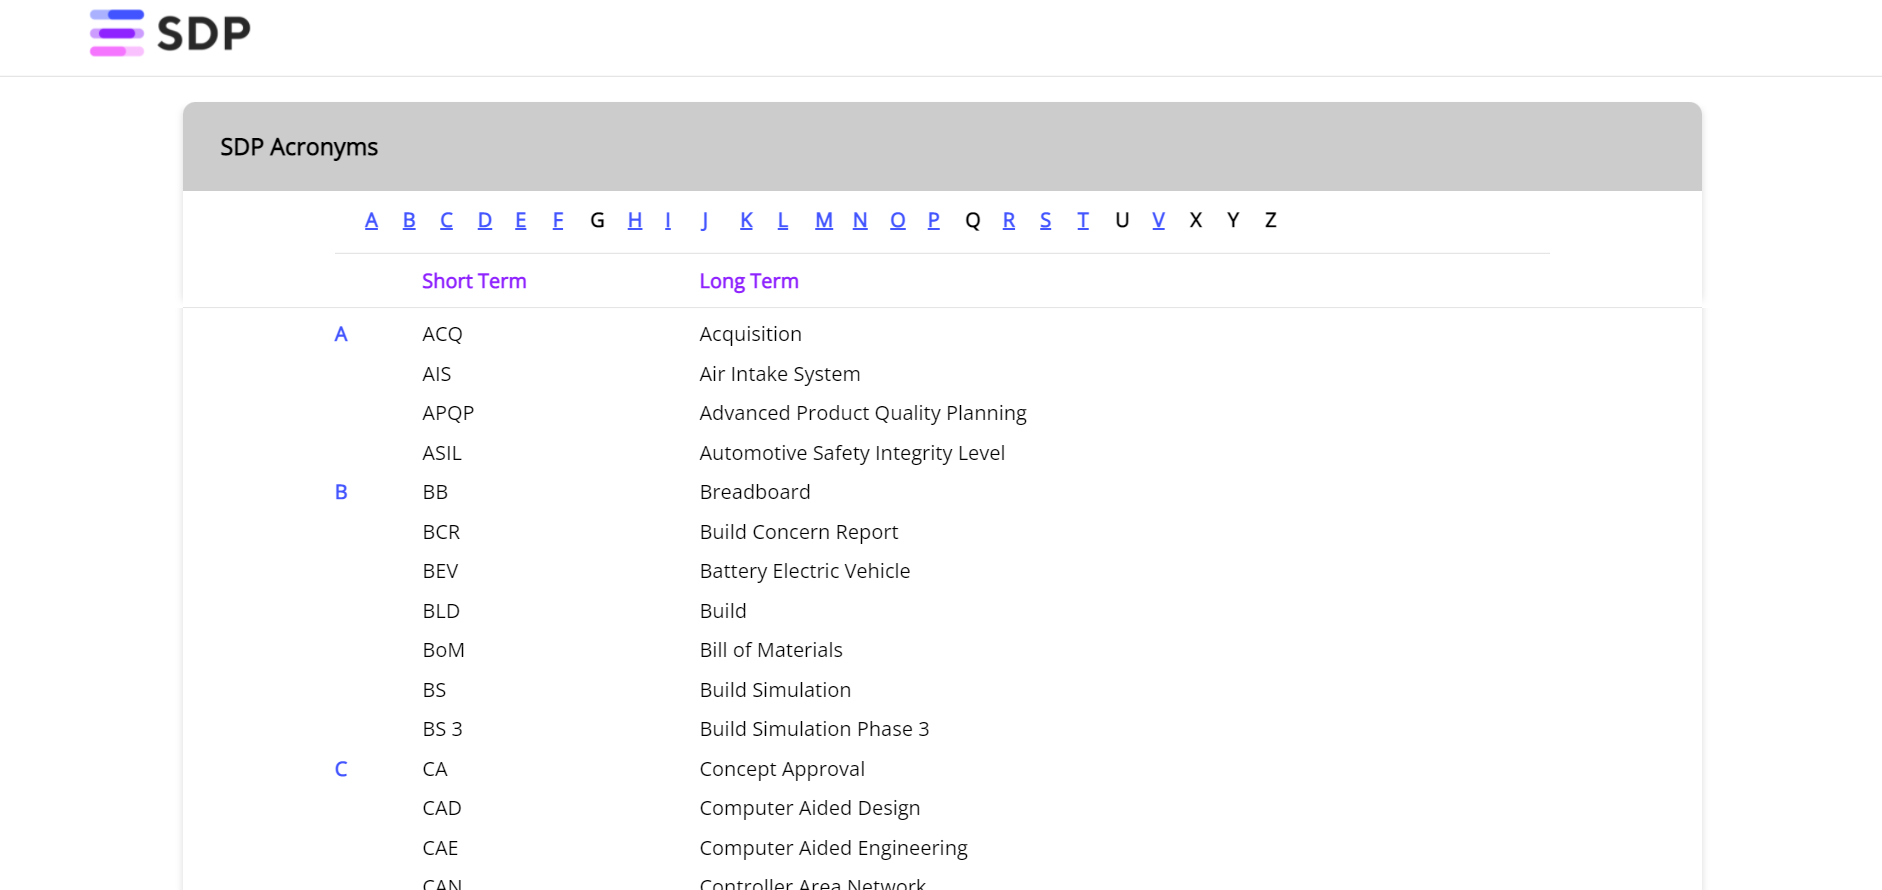 SDP
SDP Acronyms
A B C D E F G H I J K L M N O P Q R S T U V X Y Z
Short Term Long Term
A ACQ Acquisition
AIS Air Intake System
APQP Advanced Product Quality Planning
ASIL Automotive Safety Integrity Level
B BB Breadboard
BCR Build Concern Report
BEV Battery Electric Vehicle
BLD Build
BoM Bill of Materials
BS Build Simulation
BS 3 Build Simulation Phase 3
C CA Concept Approval
CAD Computer Aided Design
CAE Computer Aided Engineering
CAN Controller Area Network